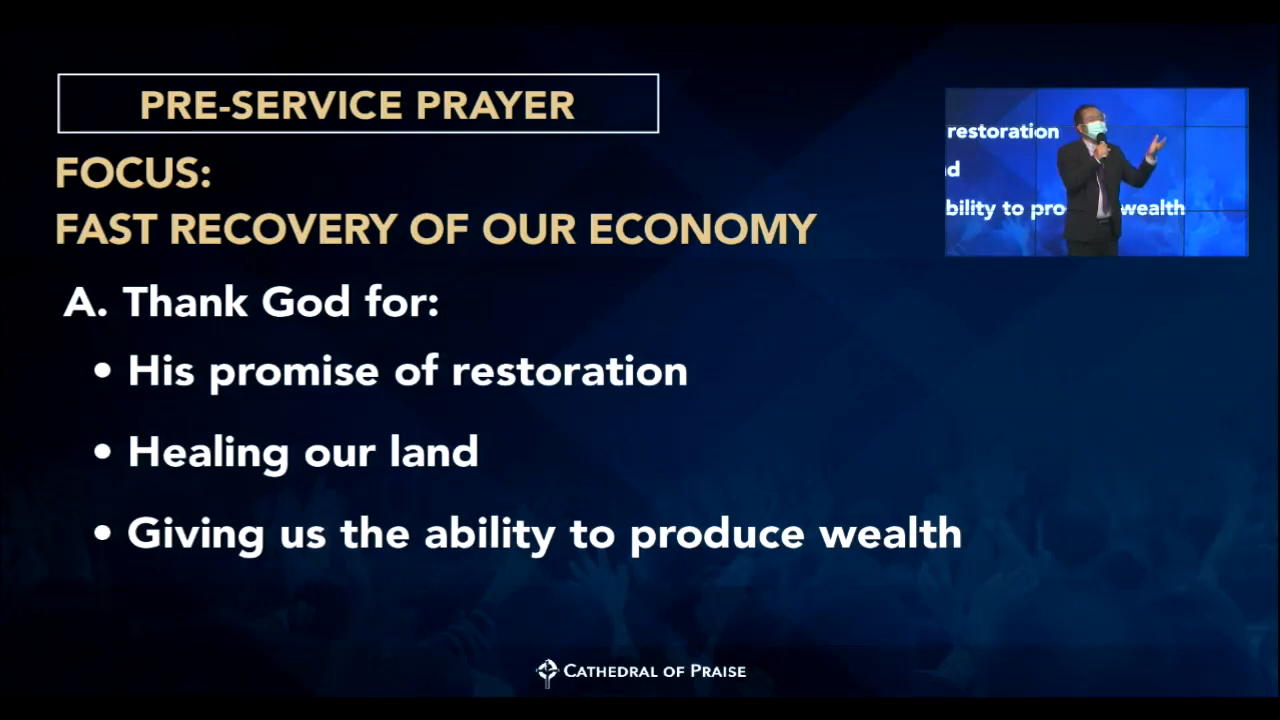 PRE-SERVICE PRAYER
FOCUS:
FAST RECOVERY OF OUR ECONOMY
A. Thank God for:
• His promise of restoration
• Healing our land
• Giving us the ability to produce wealth
restoration
d
bility to pro wealth
CATHEDRAL OF PRAISE